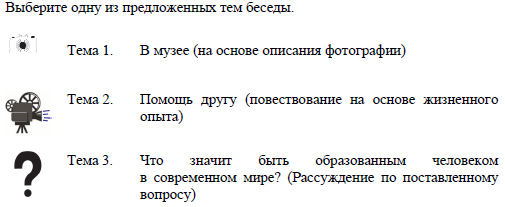 Выберите одну из предложенных тем беседы.
Тема 1. В музее (на основе описания фотографии)
Тема 2. Помощь другу (повествование на основе жизненного
опыта)
Тема 3. Что значит быть образованным человеком
в современном мире? (Рассуждение по поставленному
вопросу)